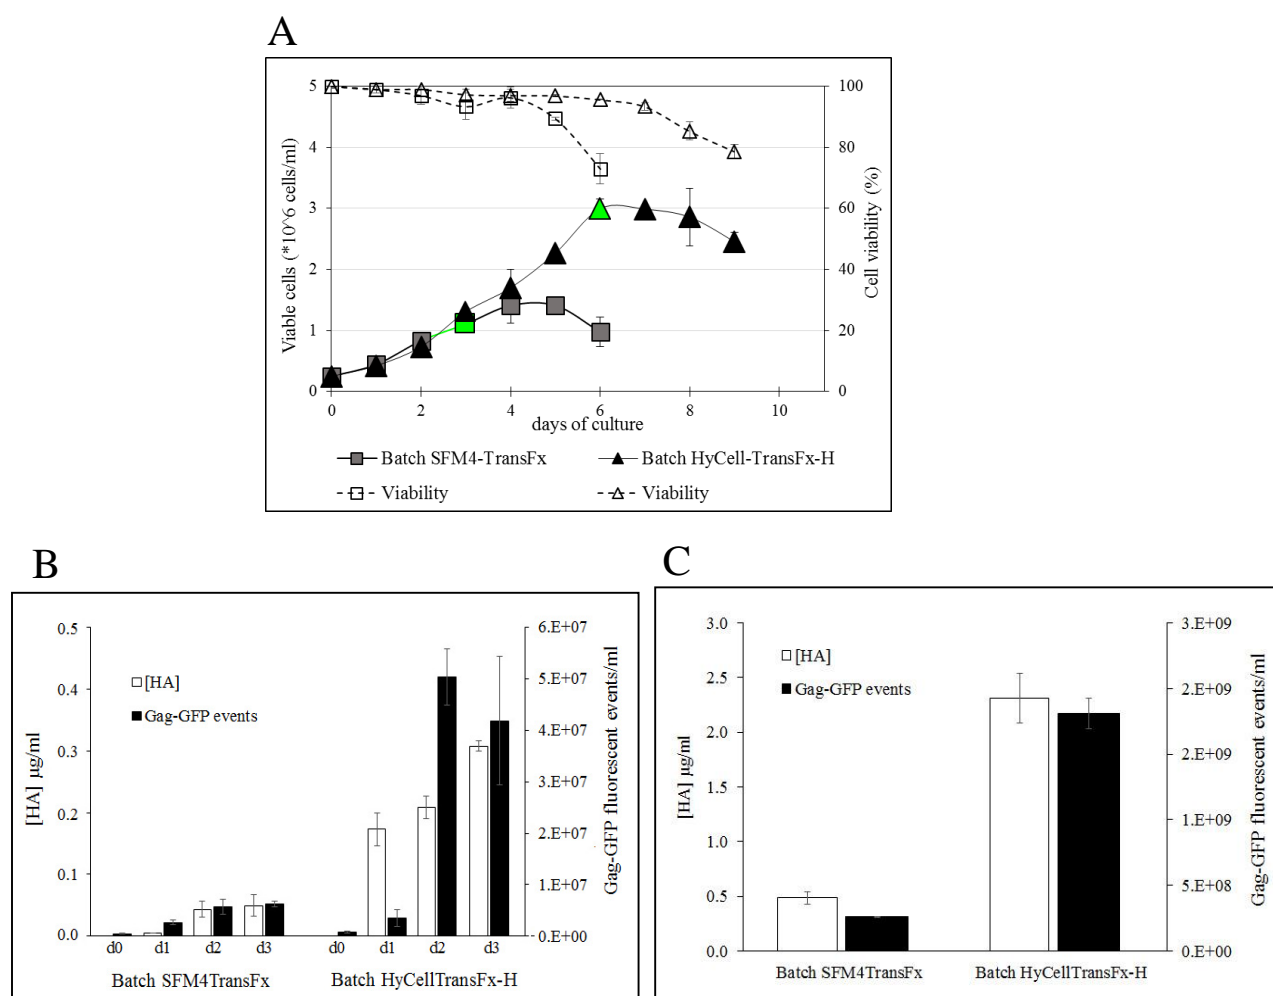 A
5 100
4 80
3 60
2 40
1 20
0 0
Viable cells (*10^6 cells/ml)
Cell viability (%)
0 2 4 6 8 10
days of culture
Batch SFM4-TransFx Batch HyCell-TransFx-H
Viability Viability
B
0.5
0.4
0.3
0.2
0.1
0.0
[HA] µg/ml
[HA]
Gag-GFP events
6.E+07
5.E+07
4.E+07
3.E+07
2.E+07
1.E+07
0.E+00
Gag-GFP fluorescent events/ml
d0 d1 d2 d3 d0 d1 d2 d3
Batch SFM4TransFx Batch HyCellTransFx-H
C
3.0
2.5
2.0
1.5
1.0
0.5
0.0
[HA] µg/ml
[HA]
Gag-GFP events
3.E+09
2.E+09
2.E+09
1.E+09
5.E+08
0.E+00
Gag-GFP fluorescent events/ml
Batch SFM4TransFx Batch HyCellTransFx-H